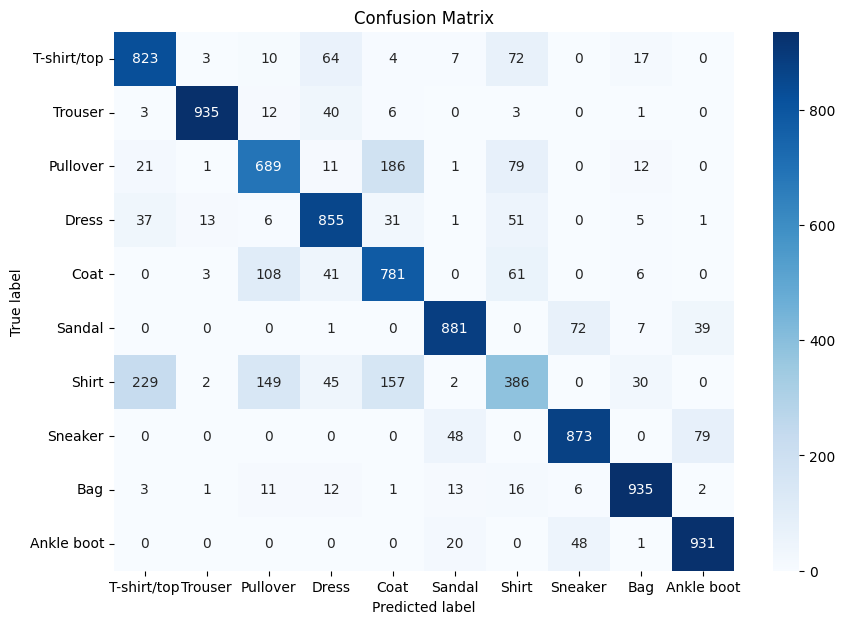 Confusion Matrix
T-shirt/top 823 3 10 64 4 7 72 0 17 0
Trouser 3 935 12 40 6 0 3 0 1 0
Pullover 21 1 689 11 186 1 79 0 12 0
Dress 37 13 6 855 31 1 51 0 5 1
Coat 0 3 108 41 781 0 61 0 6 0
Sandal 0 0 0 1 0 881 0 72 7 39
Shirt 229 2 149 45 157 2 386 0 30 0
Sneaker 0 0 0 0 0 48 0 873 0 79
Bag 3 1 11 12 1 13 16 6 935 2
Ankle boot 0 0 0 0 0 20 0 48 1 931
T-shirt/top Trouser Pullover Dress Coat Sandal Shirt Sneaker Bag Ankle boot
Predicted label
True label
800
600
400
200
0